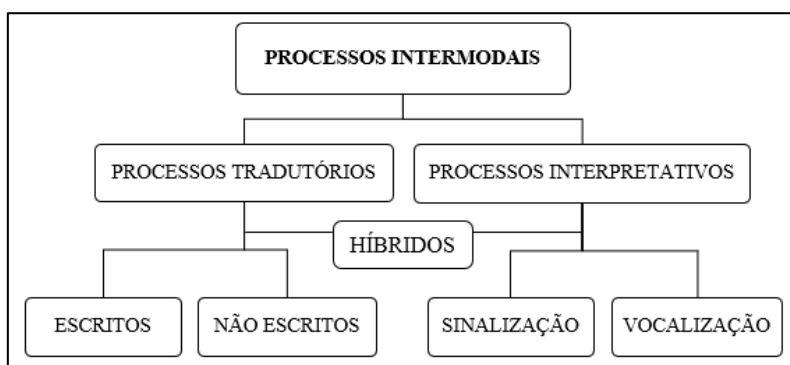 PROCESSOS INTERMODAIS
PROCESSOS TRADUTÓRIOS
PROCESSOS INTERPRETATIVOS
HÍBRIDOS
ESCRITOS
NÃO ESCRITOS
SINALIZAÇÃO
VOCALIZAÇÃO